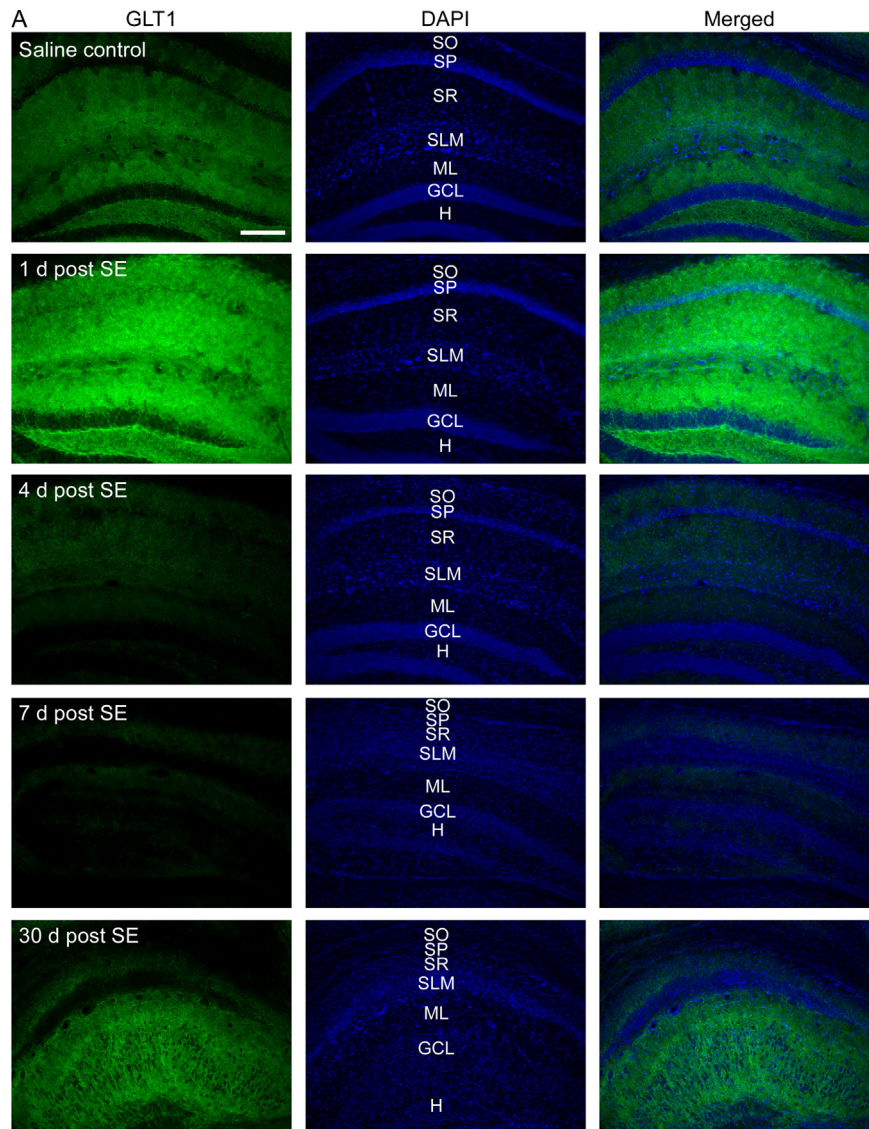 A
GLT1 DAPI Merged
Saline control
SO
SP
SR
SLM
ML
GCL
H
1 d post SE
SO
SP
SR
SLM
ML
GCL
H
4 d post SE
SO
SP
SR
SLM
ML
GCL
H
7 d post SE
SO
SP
SR
SLM
ML
GCL
H
30 d post SE
SO
SP
SR
SLM
ML
GCL
H